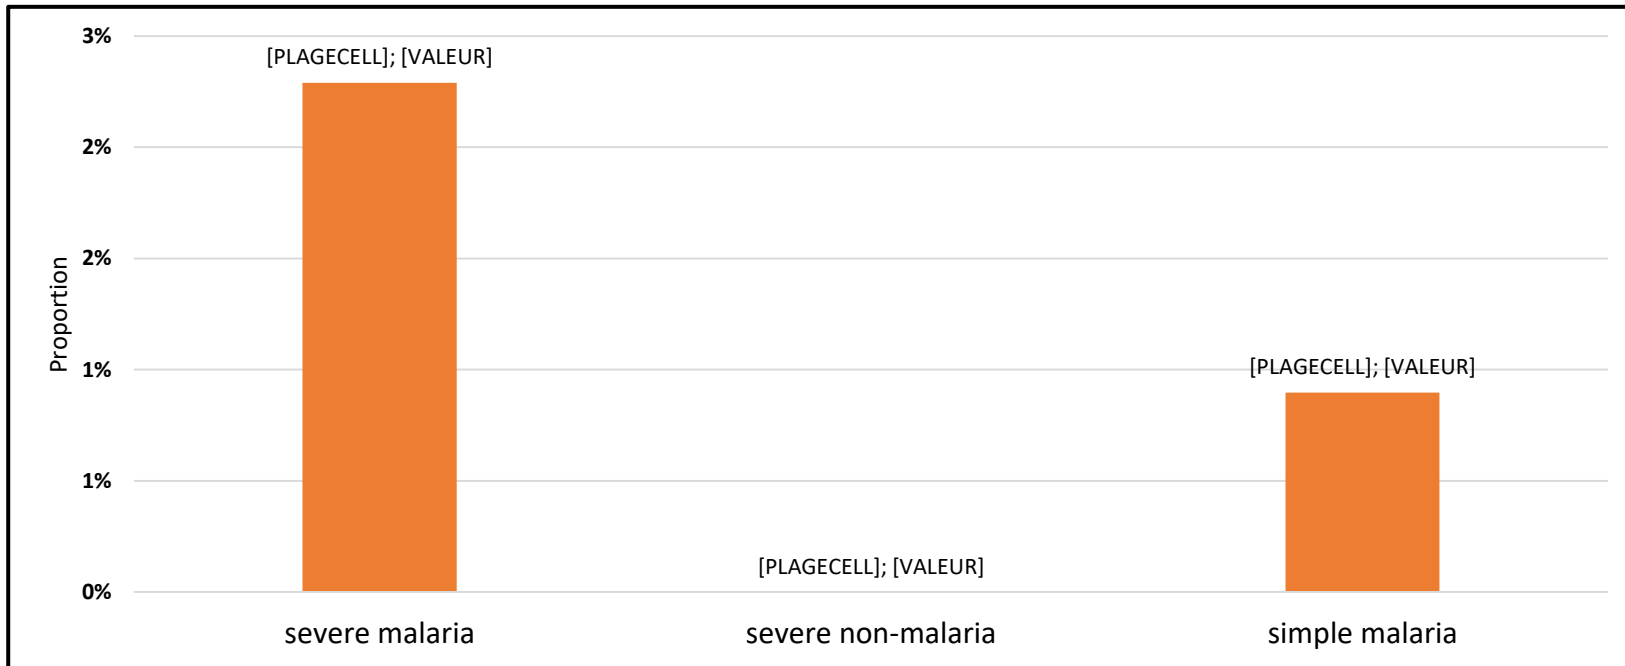 3%
[PLAGECELL]; [VALEUR]
2%
2%
Proportion
[PLAGECELL]; [VALEUR]
1%
1%
[PLAGECELL]; [VALEUR]
0%
severe malaria
severe non-malaria
simple malaria